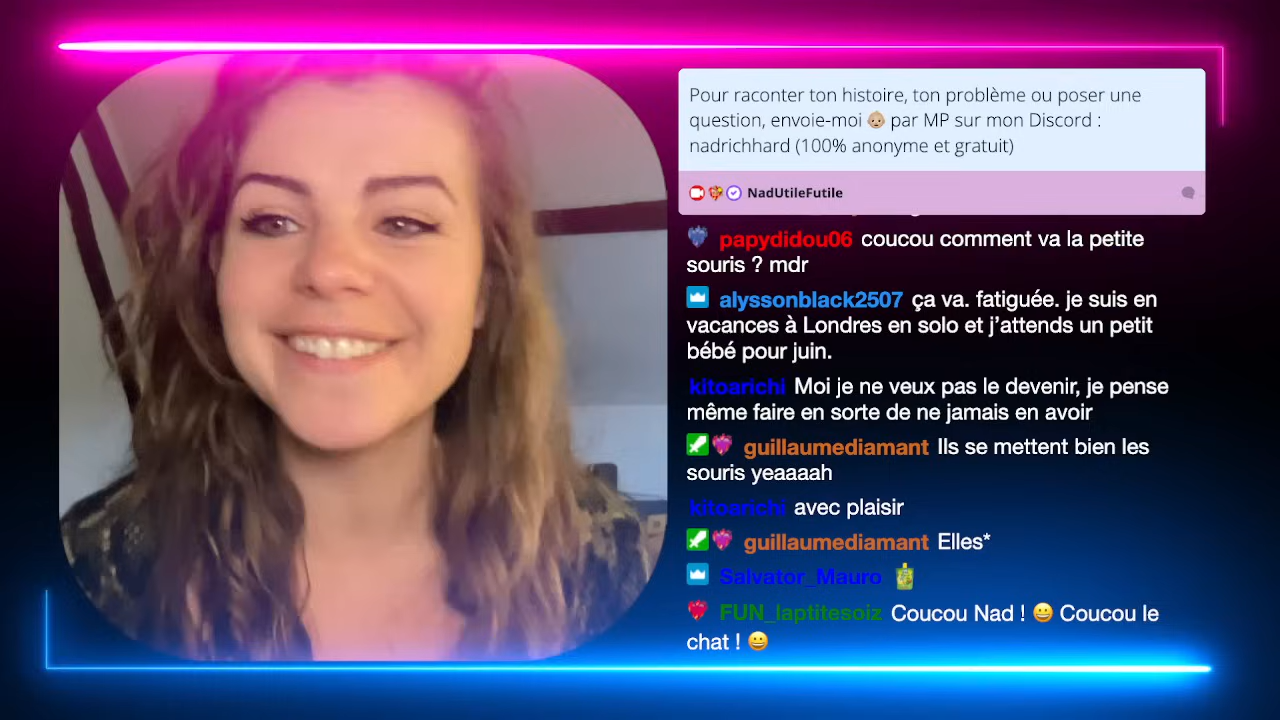 Pour raconter ton histoire, ton problème ou poser une
question, envoie-moi 👶🏼 par MP sur mon Discord :
nadrichhard (100% anonyme et gratuit)
NadUtileFutile
papydidou06 coucou comment va la petite
souris ? mdr
alyssonblack2507 ça va. fatiguée. je suis en
vacances à Londres en solo et j’attends un petit
bébé pour juin.
kitoarichi Moi je ne veux pas le devenir, je pense
même faire en sorte de ne jamais en avoir
guillaumediamant Ils se mettent bien les
souris yeaaaah
kitoarichi avec plaisir
guillaumediamant Elles*
Salvator_Mauro
FUN_laptitesoiz Coucou Nad ! 😀 Coucou le
chat ! 😀